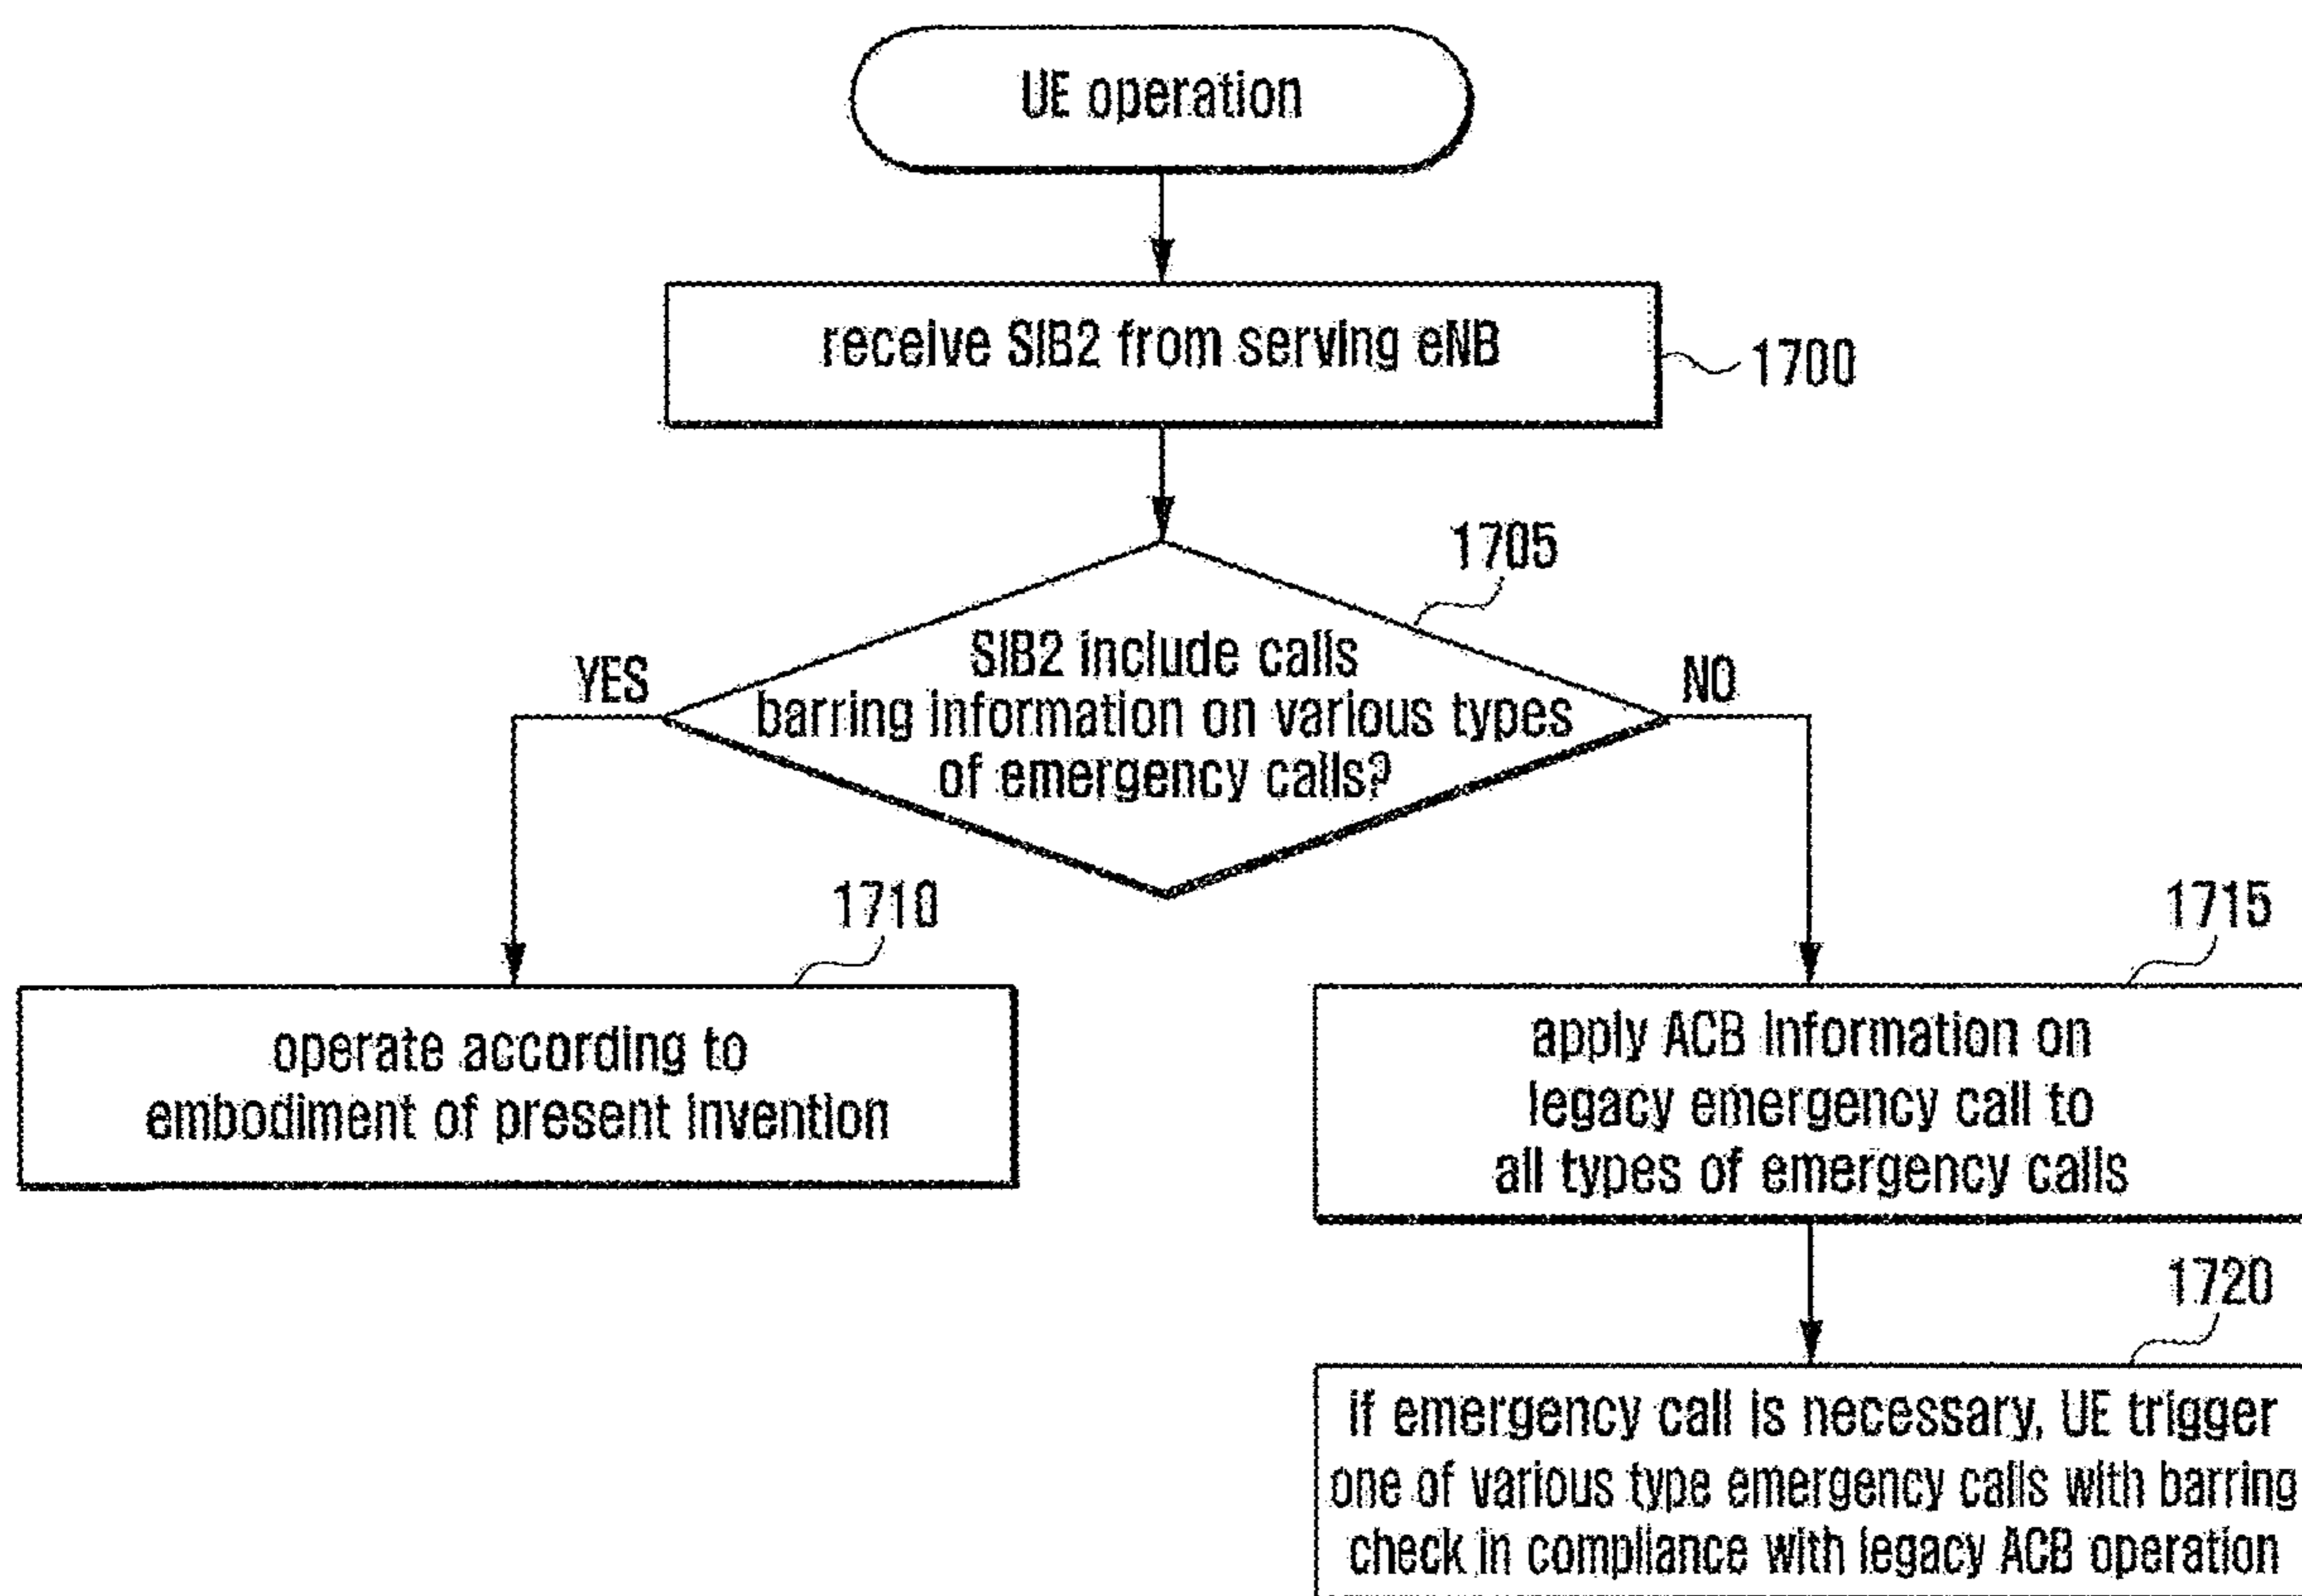 UE operation
receive SIB2 from serving eNB
1700
1705
SIB2 include calls
barring information on various types
of emergency calls?
YES
NO
1710
operate according to
embodiment of present invention
1715
apply ACB information on
legacy emergency call to
all types of emergency calls
1720
if emergency call is necessary, UE trigger
one of various type emergency calls with barring
check in compliance with legacy ACB operation